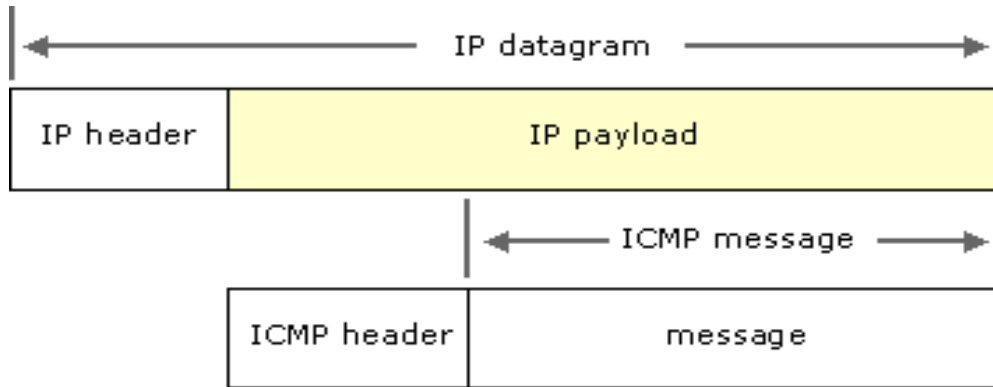 IP datagram
IP header
IP payload
ICMP message
ICMP header
message